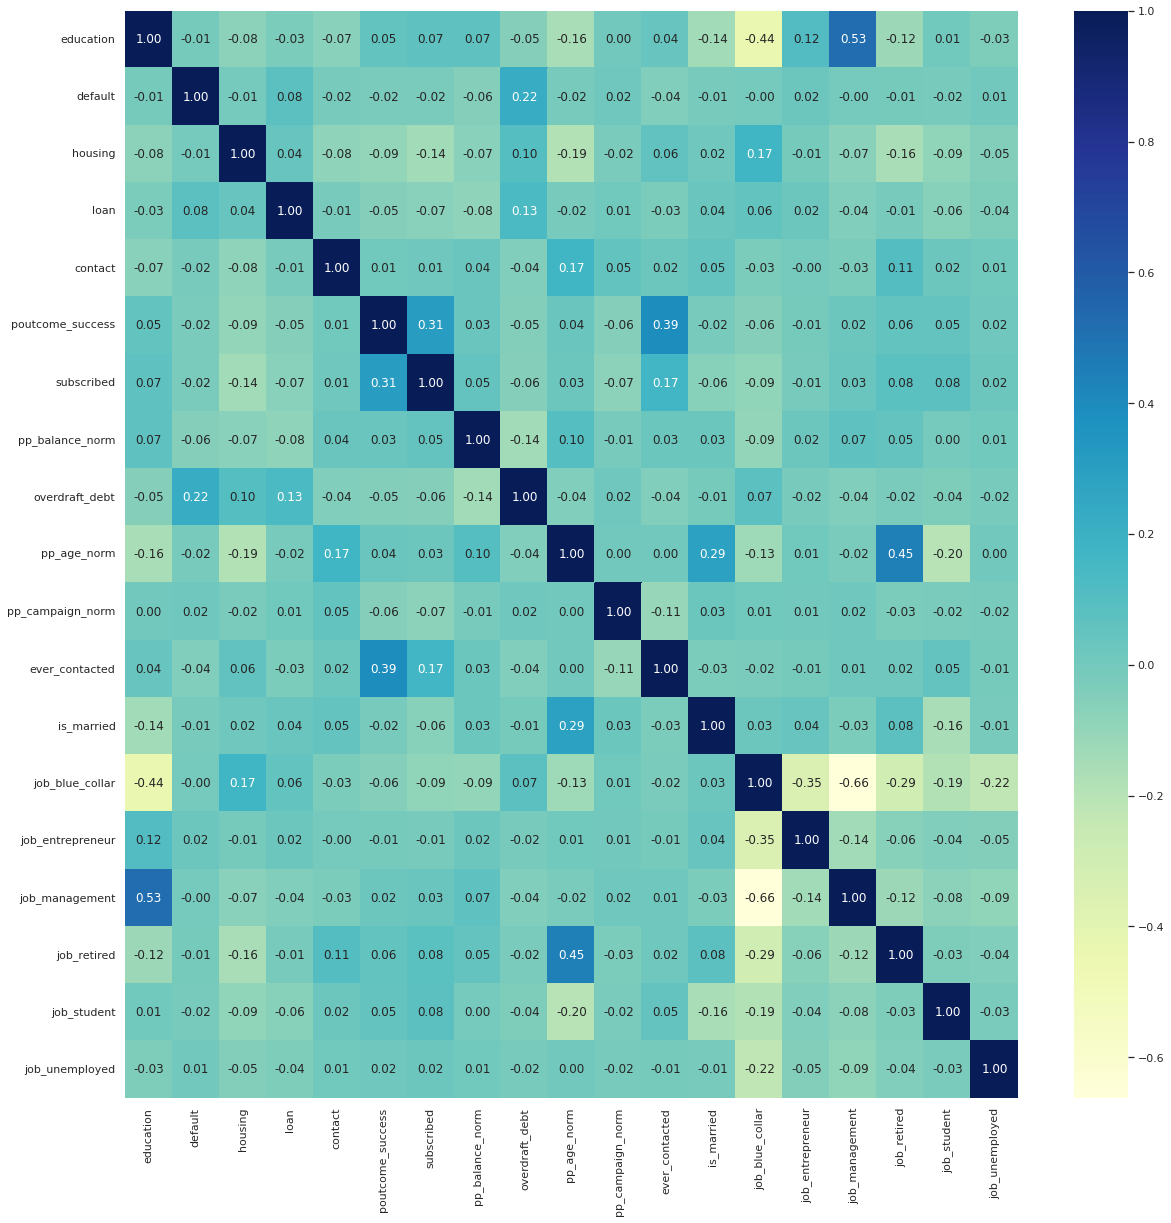 education 1.00 -0.01 -0.08 -0.03 -0.07 0.05 0.07 0.07 -0.05 -0.16 0.00 0.04 -0.14 -0.44 0.12 0.53 -0.12 0.01 -0.03
default -0.01 1.00 -0.01 0.08 -0.02 -0.02 -0.02 -0.06 0.22 -0.02 0.02 -0.04 -0.01 -0.00 0.02 -0.00 -0.01 -0.02 0.01
housing -0.08 -0.01 1.00 0.04 -0.08 -0.09 -0.14 -0.07 0.10 -0.19 -0.02 0.06 0.02 0.17 -0.01 -0.07 -0.16 -0.09 -0.05
loan -0.03 0.08 0.04 1.00 -0.01 -0.05 -0.07 -0.08 0.13 -0.02 0.01 -0.03 0.04 0.06 0.02 -0.04 -0.01 -0.06 -0.04
contact -0.07 -0.02 -0.08 -0.01 1.00 0.01 0.01 0.04 -0.04 0.17 0.05 0.02 0.05 -0.03 -0.00 -0.03 0.11 0.02 0.01
poutcome_success 0.05 -0.02 -0.09 -0.05 0.01 1.00 0.31 0.03 -0.05 0.04 -0.06 0.39 -0.02 -0.06 -0.01 0.02 0.06 0.05 0.02
subscribed 0.07 -0.02 -0.14 -0.07 0.01 0.31 1.00 0.05 -0.06 0.03 -0.07 0.17 -0.06 -0.09 -0.01 0.03 0.08 0.08 0.02
pp_balance_norm 0.07 -0.06 -0.07 -0.08 0.04 0.03 0.05 1.00 -0.14 0.10 -0.01 0.03 0.03 -0.09 0.02 0.07 0.05 0.00 0.01
overdraft_debt -0.05 0.22 0.10 0.13 -0.04 -0.05 -0.06 -0.14 1.00 -0.04 0.02 -0.04 -0.01 0.07 -0.02 -0.04 -0.02 -0.04 -0.02
pp_age_norm -0.16 -0.02 -0.19 -0.02 0.17 0.04 0.03 0.10 -0.04 1.00 0.00 0.00 0.29 -0.13 0.01 -0.02 0.45 -0.20 0.00
pp_campaign_norm 0.00 0.02 -0.02 0.01 0.05 -0.06 -0.07 -0.01 0.02 0.00 1.00 -0.11 0.03 0.01 0.01 0.02 -0.03 -0.02 -0.02
ever_contacted 0.04 -0.04 0.06 -0.03 0.02 0.39 0.17 0.03 -0.04 0.00 -0.11 1.00 -0.03 -0.02 -0.01 0.01 0.02 0.05 -0.01
is_married -0.14 -0.01 0.02 0.04 0.05 -0.02 -0.06 0.03 -0.01 0.29 0.03 -0.03 1.00 0.03 0.04 -0.03 0.08 -0.16 -0.01
job_blue_collar -0.44 -0.00 0.17 0.06 -0.03 -0.06 -0.09 -0.09 0.07 -0.13 0.01 -0.02 0.03 1.00 -0.35 -0.66 -0.29 -0.19 -0.22
job_entrepreneur 0.12 0.02 -0.01 0.02 -0.00 -0.01 -0.01 0.02 -0.02 0.01 0.01 -0.01 0.04 -0.35 1.00 -0.14 -0.06 -0.04 -0.05
job_management 0.53 -0.00 -0.07 -0.04 -0.03 0.02 0.03 0.07 -0.04 -0.02 0.02 0.01 -0.03 -0.66 -0.14 1.00 -0.12 -0.08 -0.09
job_retired -0.12 -0.01 -0.16 -0.01 0.11 0.06 0.08 0.05 -0.02 0.45 -0.03 0.02 0.08 -0.29 -0.06 -0.12 1.00 -0.03 -0.04
job_student 0.01 -0.02 -0.09 -0.06 0.02 0.05 0.08 0.00 -0.04 -0.20 -0.02 0.05 -0.16 -0.19 -0.04 -0.08 -0.03 1.00 -0.03
job_unemployed -0.03 0.01 -0.05 -0.04 0.01 0.02 0.02 0.01 -0.02 0.00 -0.02 -0.01 -0.01 -0.22 -0.05 -0.09 -0.04 -0.03 1.00
education
default
housing
loan
contact
poutcome_success
subscribed
pp_balance_norm
overdraft_debt
pp_age_norm
pp_campaign_norm
ever_contacted
is_married
job_blue_collar
job_entrepreneur
job_management
job_retired
job_student
job_unemployed
1.0
0.8
0.6
0.4
0.2
0.0
−0.2
−0.4
−0.6